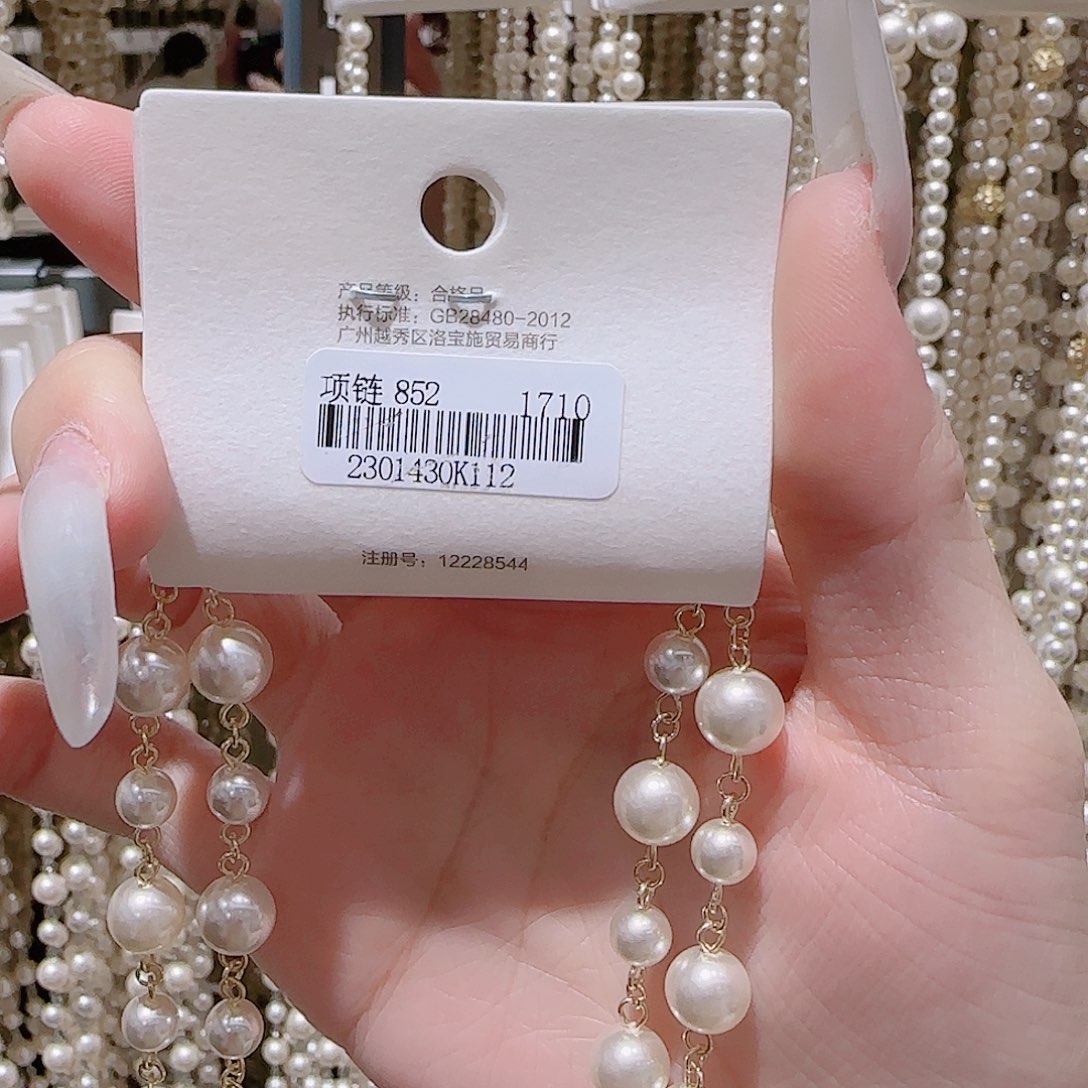 产品等级：合格品
执行标准：GB28480-2012
广州越秀区洛宝施贸易商行
项链 852 1710
2301430Ki12
注册号：12228544